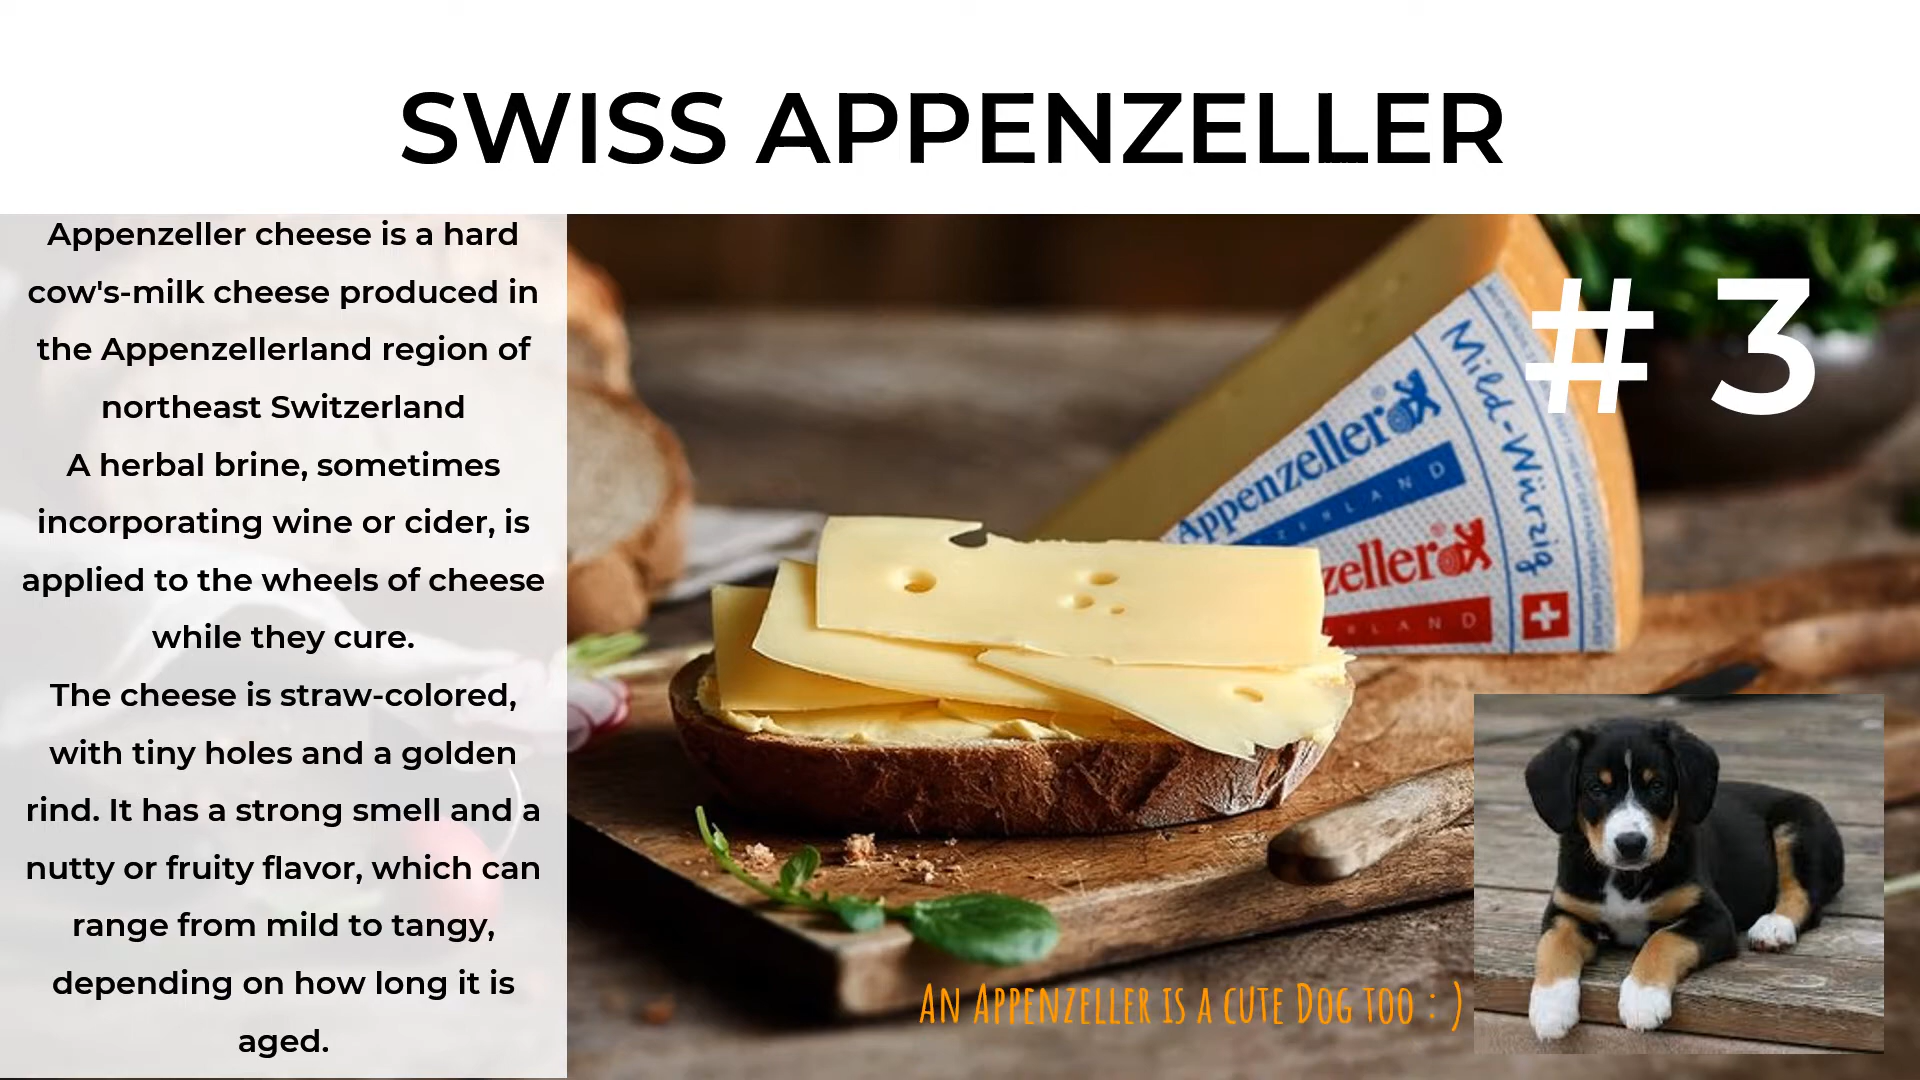 SWISS APPENZELLER
Appenzeller cheese is a hard
cow's-milk cheese produced in
the Appenzellerland region of
northeast Switzerland
A herbal brine, sometimes
incorporating wine or cider, is
applied to the wheels of cheese
while they cure.
The cheese is straw-colored,
with tiny holes and a golden
rind. It has a strong smell and a
nutty or fruity flavor, which can
range from mild to tangy,
depending on how long it is
aged.
# 3
Appenzeller®
ZERLAND
zeller®
RLAND
Mild-Würzig
An Appenzeller is a cute Dog too : )